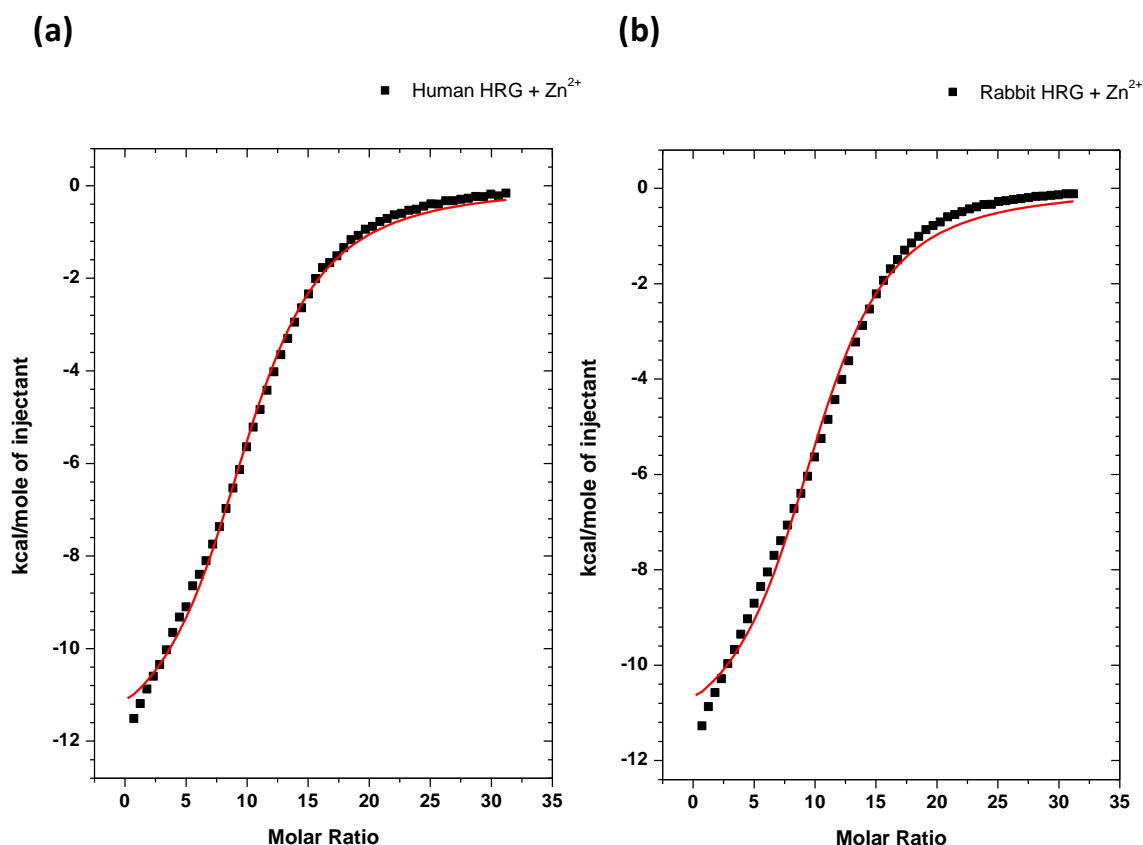 (a)
Human HRG + Zn²⁺
0
-2
-4
-6
-8
-10
-12
kcal/mole of injectant
0 5 10 15 20 25 30 35
Molar Ratio
(b)
Rabbit HRG + Zn²⁺
0
-2
-4
-6
-8
-10
-12
kcal/mole of injectant
0 5 10 15 20 25 30 35
Molar Ratio